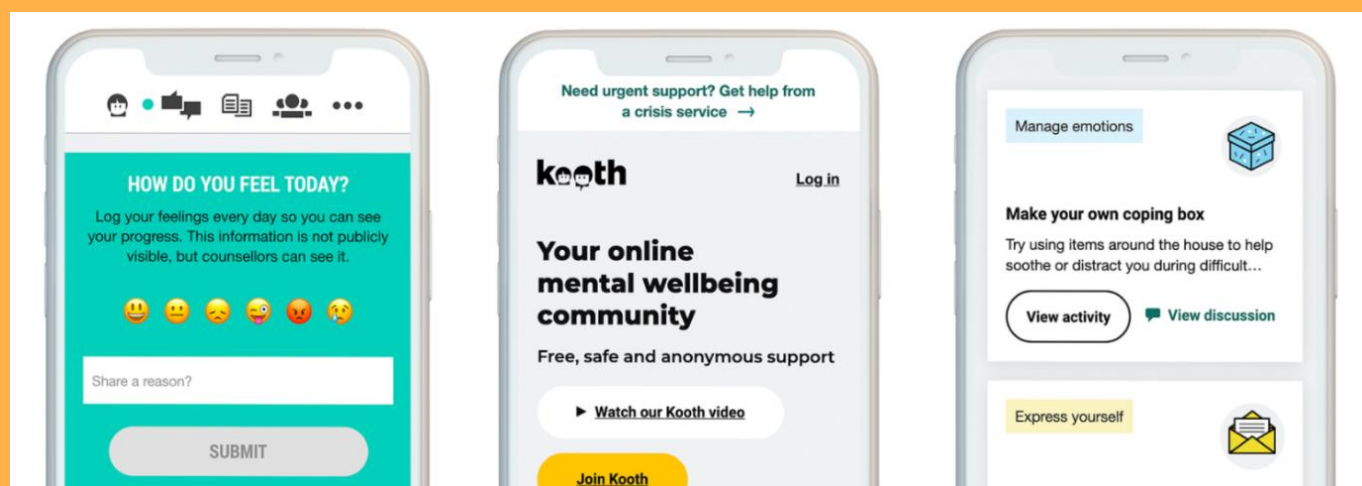 HOW DO YOU FEEL TODAY?
Log your feelings every day so you can see
your progress. This information is not publicly
visible, but counsellors can see it.
Share a reason?
SUBMIT
Need urgent support? Get help from
a crisis service →
kooth
Log in
Your online
mental wellbeing
community
Free, safe and anonymous support
Watch our Kooth video
Join Kooth
Manage emotions
Make your own coping box
Try using items around the house to help
soothe or distract you during difficult...
View activity
View discussion
Express yourself